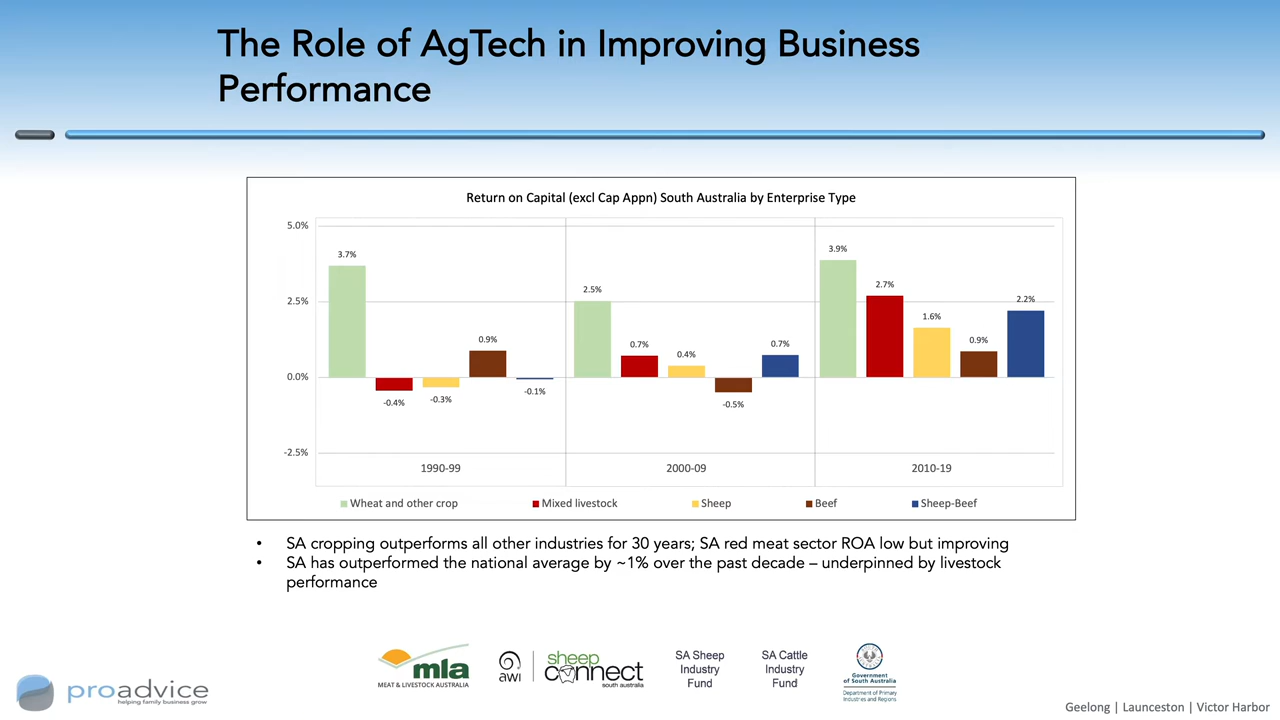 The Role of AgTech in Improving Business
Performance
Return on Capital (excl Cap Appn) South Australia by Enterprise Type
5.0%
2.5%
0.0%
-2.5%
3.7%
-0.4%
-0.3%
0.9%
-0.1%
2.5%
0.7%
0.4%
-0.5%
0.7%
3.9%
2.7%
1.6%
0.9%
2.2%
1990-99
2000-09
2010-19
Wheat and other crop
Mixed livestock
Sheep
Beef
Sheep-Beef
• SA cropping outperforms all other industries for 30 years; SA red meat sector ROA low but improving
• SA has outperformed the national average by ~1% over the past decade – underpinned by livestock
performance
mla
MEAT & LIVESTOCK AUSTRALIA
awi
sheep
connect
south australia
SA Sheep
Industry
Fund
SA Cattle
Industry
Fund
Government
of South Australia
Department of Primary
Industries and Regions
proadvice
helping family business grow
Geelong | Launceston | Victor Harbor